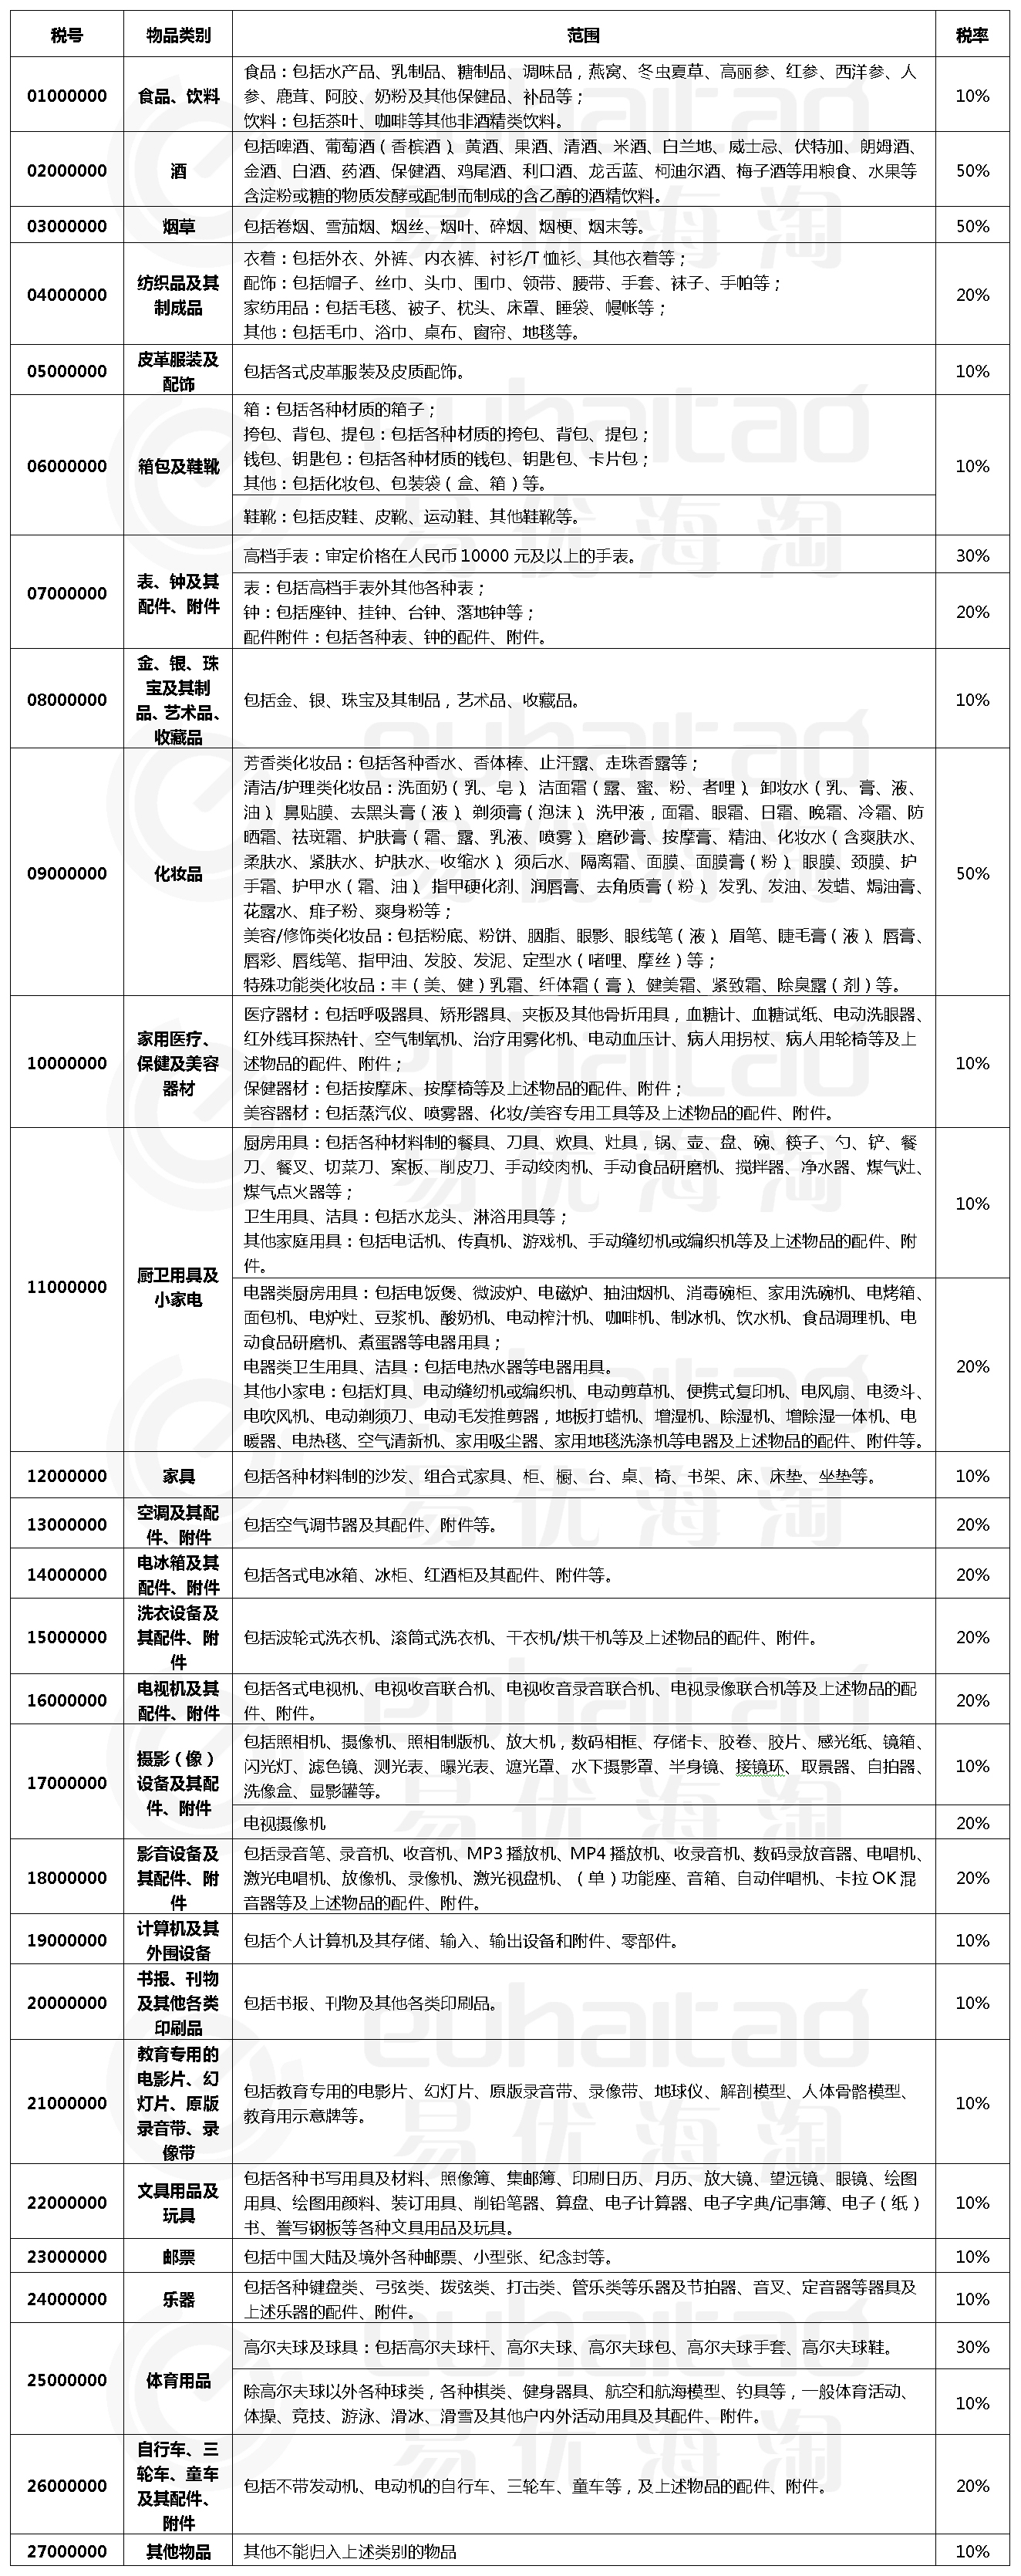 税号 物品类别 范围 税率
01000000 食品、饮料 食品：包括水产品、乳制品、糖制品、调味品，燕窝、冬虫夏草、高丽参、红参、西洋参、人
参、鹿茸、阿胶、奶粉及其他保健品、补品等；
饮料：包括茶叶、咖啡等其他非酒精类饮料。
10%
02000000 酒 包括啤酒、葡萄酒（香槟酒）、黄酒、果酒、清酒、米酒、白兰地、威士忌、伏特加、朗姆酒、
金酒、白酒、药酒、保健酒、鸡尾酒、利口酒、龙舌蓝、柯迪尔酒、梅子酒等用粮食、水果等
含淀粉或糖的物质发酵或配制而制成的含乙醇的酒精饮料。
50%
03000000 烟草 包括卷烟、雪茄烟、烟丝、烟叶、碎烟、烟梗、烟末等。 50%
04000000 纺织品及其
制成品
衣着：包括外衣、外裤、内衣裤、衬衫/T恤衫、其他衣着等；
配饰：包括帽子、丝巾、头巾、围巾、领带、腰带、手套、袜子、手帕等；
家纺用品：包括毛毯、被子、枕头、床罩、睡袋、幔帐等；
其他：包括毛巾、浴巾、桌布、窗帘、地毯等。
20%
05000000 皮革服装及
配饰
包括各式皮革服装及皮质配饰。 10%
06000000 箱包及鞋靴
箱：包括各种材质的箱子；
挎包、背包、提包：包括各种材质的挎包、背包、提包；
钱包、钥匙包：包括各种材质的钱包、钥匙包、卡片包；
其他：包括化妆包、包装袋（盒、箱）等。
鞋靴：包括皮鞋、皮靴、运动鞋、其他鞋靴等。
10%
07000000 表、钟及其
配件、附件
高档手表：审定价格在人民币10000元及以上的手表。 30%
表：包括高档手表外其他各种表；
钟：包括座钟、挂钟、台钟、落地钟等；
配件附件：包括各种表、钟的配件、附件。
20%
08000000 金、银、珠
宝及其制
品、艺术品、
收藏品
包括金、银、珠宝及其制品，艺术品、收藏品。 10%
09000000 化妆品
芳香类化妆品：包括各种香水、香体棒、止汗露、走珠香露等；
清洁/护理类化妆品：洗面奶（乳、皂）、洁面霜（露、蜜、粉、者哩）、卸妆水（乳、膏、液、
油）、鼻贴膜、去黑头膏（液）、剃须膏（泡沫）、洗甲液，面霜、眼霜、日霜、晚霜、冷霜、防
晒霜、祛斑霜、护肤膏（霜、露、乳液、喷雾）、磨砂膏、按摩膏、精油、化妆水（含爽肤水、
柔肤水、紧肤水、护肤水、收缩水）、须后水、隔离霜、面膜、面膜膏（粉）、眼膜、颈膜、护
手霜、护甲水（霜、油）、指甲硬化剂、润唇膏、去角质膏（粉）、发乳、发油、发蜡、焗油膏、
花露水、痱子粉、爽身粉等；
美容/修饰类化妆品：包括粉底、粉饼、胭脂、眼影、眼线笔（液）、眉笔、睫毛膏（液）、唇膏、
唇彩、唇线笔、指甲油、发胶、发泥、定型水（啫哩、摩丝）等；
特殊功能类化妆品：丰（美、健）乳霜、纤体霜（膏）、健美霜、紧致霜、除臭露（剂）等。
50%
10000000 家用医疗、
保健及美容
器材
医疗器材：包括呼吸器具、矫形器具、夹板及其他骨折用具，血糖计、血糖试纸、电动洗眼器、
红外线耳探热针、空气制氧机、治疗用雾化机、电动血压计、病人用拐杖、病人用轮椅等及上
述物品的配件、附件；
保健器材：包括按摩床、按摩椅等及上述物品的配件、附件；
美容器材：包括蒸汽仪、喷雾器、化妆/美容专用工具等及上述物品的配件、附件。
10%
11000000 厨卫用具及
小家电
厨房用具：包括各种材料制的餐具、刀具、炊具、灶具，锅、壶、盘、碗、筷子、勺、铲、餐
刀、餐叉、切菜刀、案板、削皮刀、手动绞肉机、手动食品研磨机、搅拌器、净水器、煤气灶、
煤气点火器等；
卫生用具、洁具：包括水龙头、淋浴用具等；
其他家庭用具：包括电话机、传真机、游戏机、手动缝纫机或编织机等及上述物品的配件、附
件。
10%
电器类厨房用具：包括电饭煲、微波炉、电磁炉、抽油烟机、消毒碗柜、家用洗碗机、电烤箱、
面包机、电炉灶、豆浆机、酸奶机、电动榨汁机、咖啡机、制冰机、饮水机、食品调理机、电
动食品研磨机、煮蛋器等电器用具；
电器类卫生用具、洁具：包括电热水器等电器用具。
其他小家电：包括灯具、电动缝纫机或编织机、电动剪草机、便携式复印机、电风扇、电烫斗、
电吹风机、电动剃须刀、电动毛发推剪器，地板打蜡机、增湿机、除湿机、增除湿一体机、电
暖器、电热毯、空气清新机、家用吸尘器、家用地毯洗涤机等电器及上述物品的配件、附件等。
20%
12000000 家具 包括各种材料制的沙发、组合式家具、柜、橱、台、桌、椅、书架、床、床垫、坐垫等。 10%
13000000 空调及其配
件、附件
包括空气调节器及其配件、附件等。 20%
14000000 电冰箱及其
配件、附件
包括各式电冰箱、冰柜、红酒柜及其配件、附件等。 20%
15000000 洗衣设备及
其配件、附
件
包括波轮式洗衣机、滚筒式洗衣机、干衣机/烘干机等及上述物品的配件、附件。 20%
16000000 电视机及其
配件、附件
包括各式电视机、电视收音联合机、电视收音录音联合机、电视录像联合机等及上述物品的配
件、附件。
20%
17000000 摄影（像）
设备及其配
件、附件
包括照相机、摄像机、照相制版机、放大机，数码相框、存储卡、胶卷、胶片、感光纸、镜箱、
闪光灯、滤色镜、测光表、曝光表、遮光罩、水下摄影罩、半身镜、接镜环、取景器、自拍器、
洗像盒、显影罐等。
10%
电视摄像机 20%
18000000 影音设备及
其配件、附
件
包括录音笔、录音机、收音机、MP3播放机、MP4播放机、收录音机、数码录放音器、电唱机、
激光电唱机、放像机、录像机、激光视盘机、（单）功能座、音箱、自动伴唱机、卡拉OK混
音器等及上述物品的配件、附件。
20%
19000000 计算机及其
外围设备
包括个人计算机及其存储、输入、输出设备和附件、零部件。 10%
20000000 书报、刊物
及其他各类
印刷品
包括书报、刊物及其他各类印刷品。 10%
21000000 教育专用的
电影片、幻
灯片、原版
录音带、录
像带
包括教育专用的电影片、幻灯片、原版录音带、录像带、地球仪、解剖模型、人体骨骼模型、
教育用示意牌等。
10%
22000000 文具用品及
玩具
包括各种书写用具及材料、照像簿、集邮簿、印刷日历、月历、放大镜、望远镜、眼镜、绘图
用具、绘图用颜料、装订用具、削铅笔器、算盘、电子计算器、电子字典/记事簿、电子（纸）
书、誊写钢板等各种文具用品及玩具。
10%
23000000 邮票 包括中国大陆及境外各种邮票、小型张、纪念封等。 10%
24000000 乐器 包括各种键盘类、弓弦类、拨弦类、打击类、管乐类等乐器及节拍器、音叉、定音器等器具及
上述乐器的配件、附件。
10%
25000000 体育用品
高尔夫球及球具：包括高尔夫球杆、高尔夫球、高尔夫球包、高尔夫球手套、高尔夫球鞋。 30%
除高尔夫球以外各种球类，各种棋类、健身器具、航空和航海模型、钓具等，一般体育活动、
体操、竞技、游泳、滑冰、滑雪及其他户内外活动用具及其配件、附件。
10%
26000000 自行车、三
轮车、童车
及其配件、
附件
包括不带发动机、电动机的自行车、三轮车、童车等，及上述物品的配件、附件。 20%
27000000 其他物品 其他不能归入上述类别的物品 10%
euhaitao
易优海淘